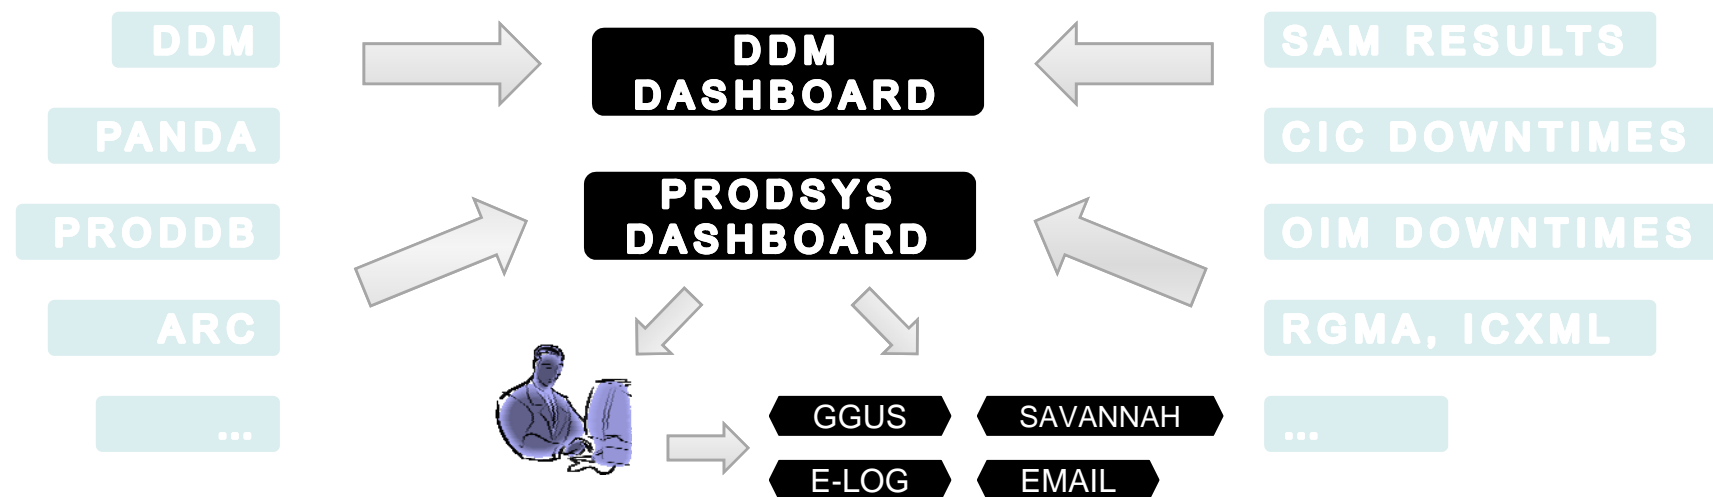 DDM
PANDA
PRODDB
ARC
...
DDM
DASHBOARD
PRODSYS
DASHBOARD
GGUS
SAVANNAH
E-LOG
EMAIL
SAM RESULTS
CIC DOWNTIMES
OIM DOWNTIMES
RGMA, ICXML
...